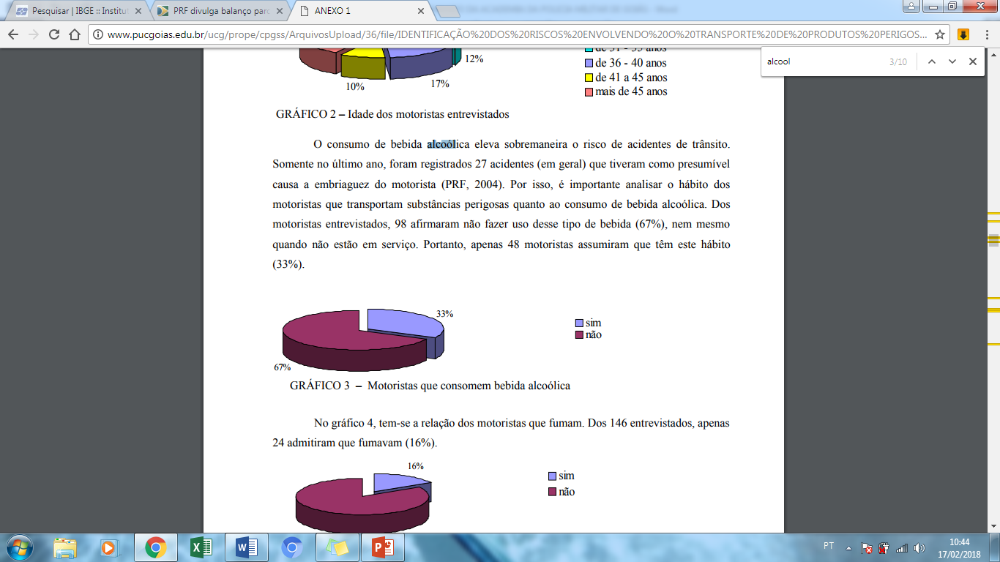 Pesquisar | IBGE :: Institut
PRF divulga balanço parc
ANEXO 1
www.pucgoias.edu.br/ucg/prope/cpgss/ArquivosUpload/36/file/IDENTIFICAÇÃO%20DOS%20RISCOS%20ENVOLVENDO%20O%20TRANSPORTE%20DE%20PRODUTOS%20PERIGOS...
alcool 3/10
12%
17%
10%
de 31 - 35 anos
de 36 - 40 anos
de 41 a 45 anos
mais de 45 anos
GRÁFICO 2 – Idade dos motoristas entrevistados
O consumo de bebida alcoólica eleva sobremaneira o risco de acidentes de trânsito.
Somente no último ano, foram registrados 27 acidentes (em geral) que tiveram como presumível
causa a embriaguez do motorista (PRF, 2004). Por isso, é importante analisar o hábito dos
motoristas que transportam substâncias perigosas quanto ao consumo de bebida alcoólica. Dos
motoristas entrevistados, 98 afirmaram não fazer uso desse tipo de bebida (67%), nem mesmo
quando não estão em serviço. Portanto, apenas 48 motoristas assumiram que têm este hábito
(33%).
33%
67%
sim
não
GRÁFICO 3 – Motoristas que consomem bebida alcoólica
No gráfico 4, tem-se a relação dos motoristas que fumam. Dos 146 entrevistados, apenas
24 admitiram que fumavam (16%).
16%
sim
não
PT
10:44
17/02/2018